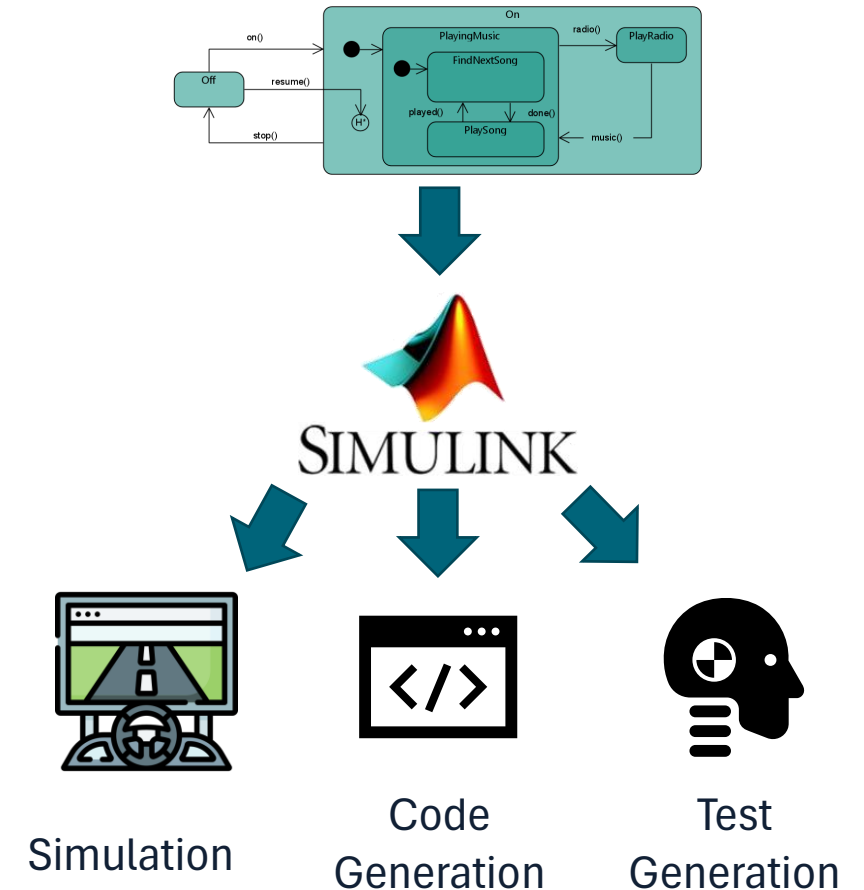 On
on()
PlayingMusic
radio()
PlayRadio
FindNextSong
Off
resume()
played()
done()
H*
PlaySong
stop()
music()
SIMULINK
</>
Simulation
Code
Generation
Test
Generation